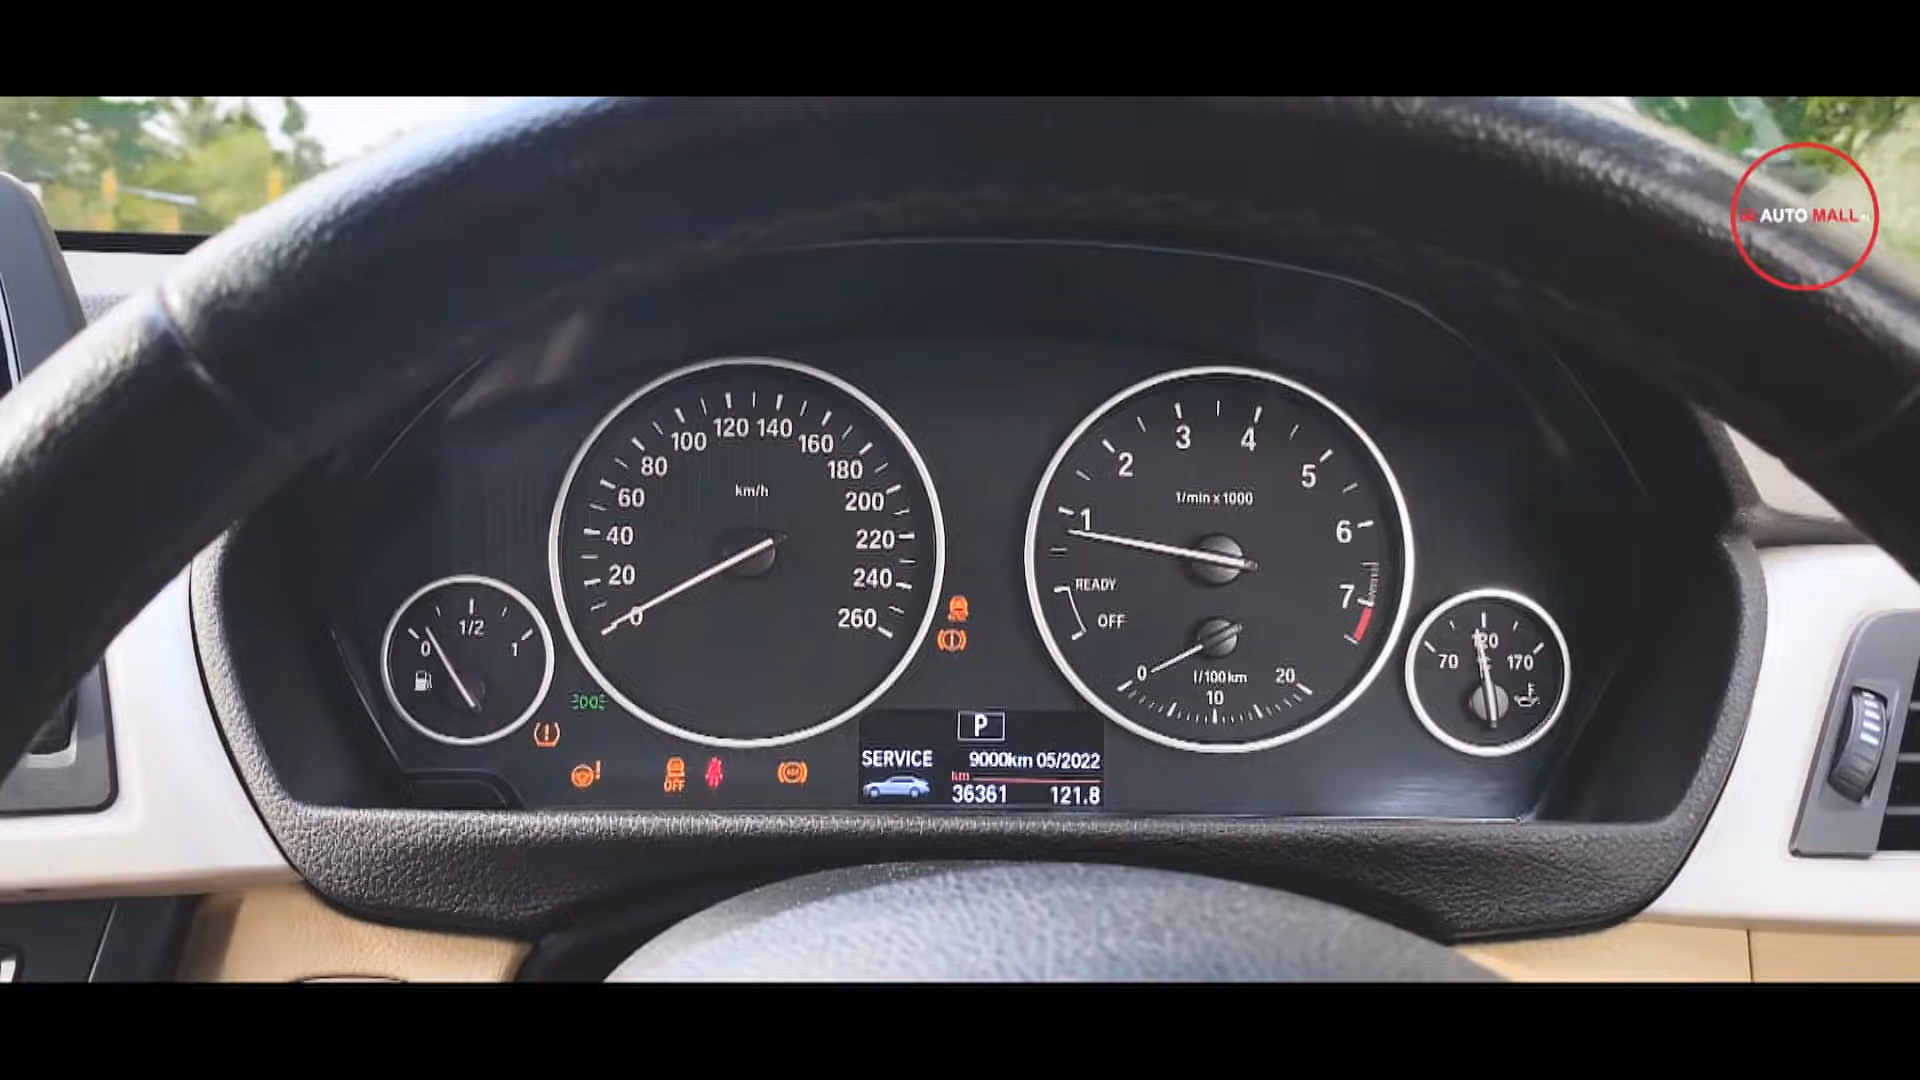 AUTO MALL
0 20 40 60 80 100 120 140 160 180 200 220 240 260
km/h
0 1/2 1
1 2 3 4 5 6 7
1/min x 1000
READY
OFF
0 10 20
l/100km
70 120 170
°C
OFF
ABS
P
SERVICE 9000km 05/2022
km
36361 121.8